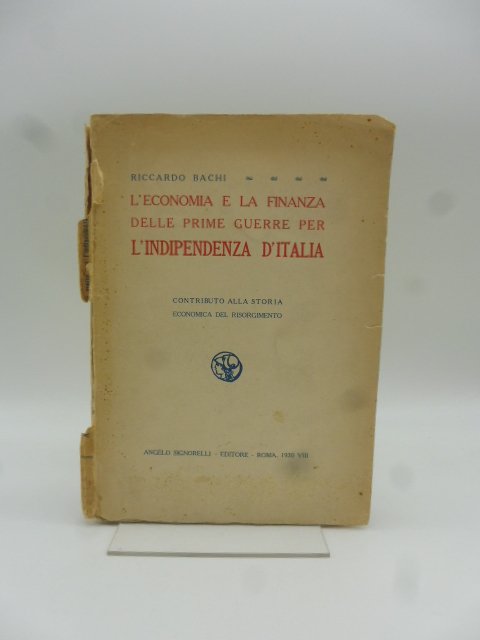 RICCARDO BACHI
L'ECONOMIA E LA FINANZA
DELLE PRIME GUERRE PER
L'INDIPENDENZA D'ITALIA
CONTRIBUTO ALLA STORIA
ECONOMICA DEL RISORGIMENTO
ANGELO SIGNORELLI - EDITORE - ROMA, 1930 VIII